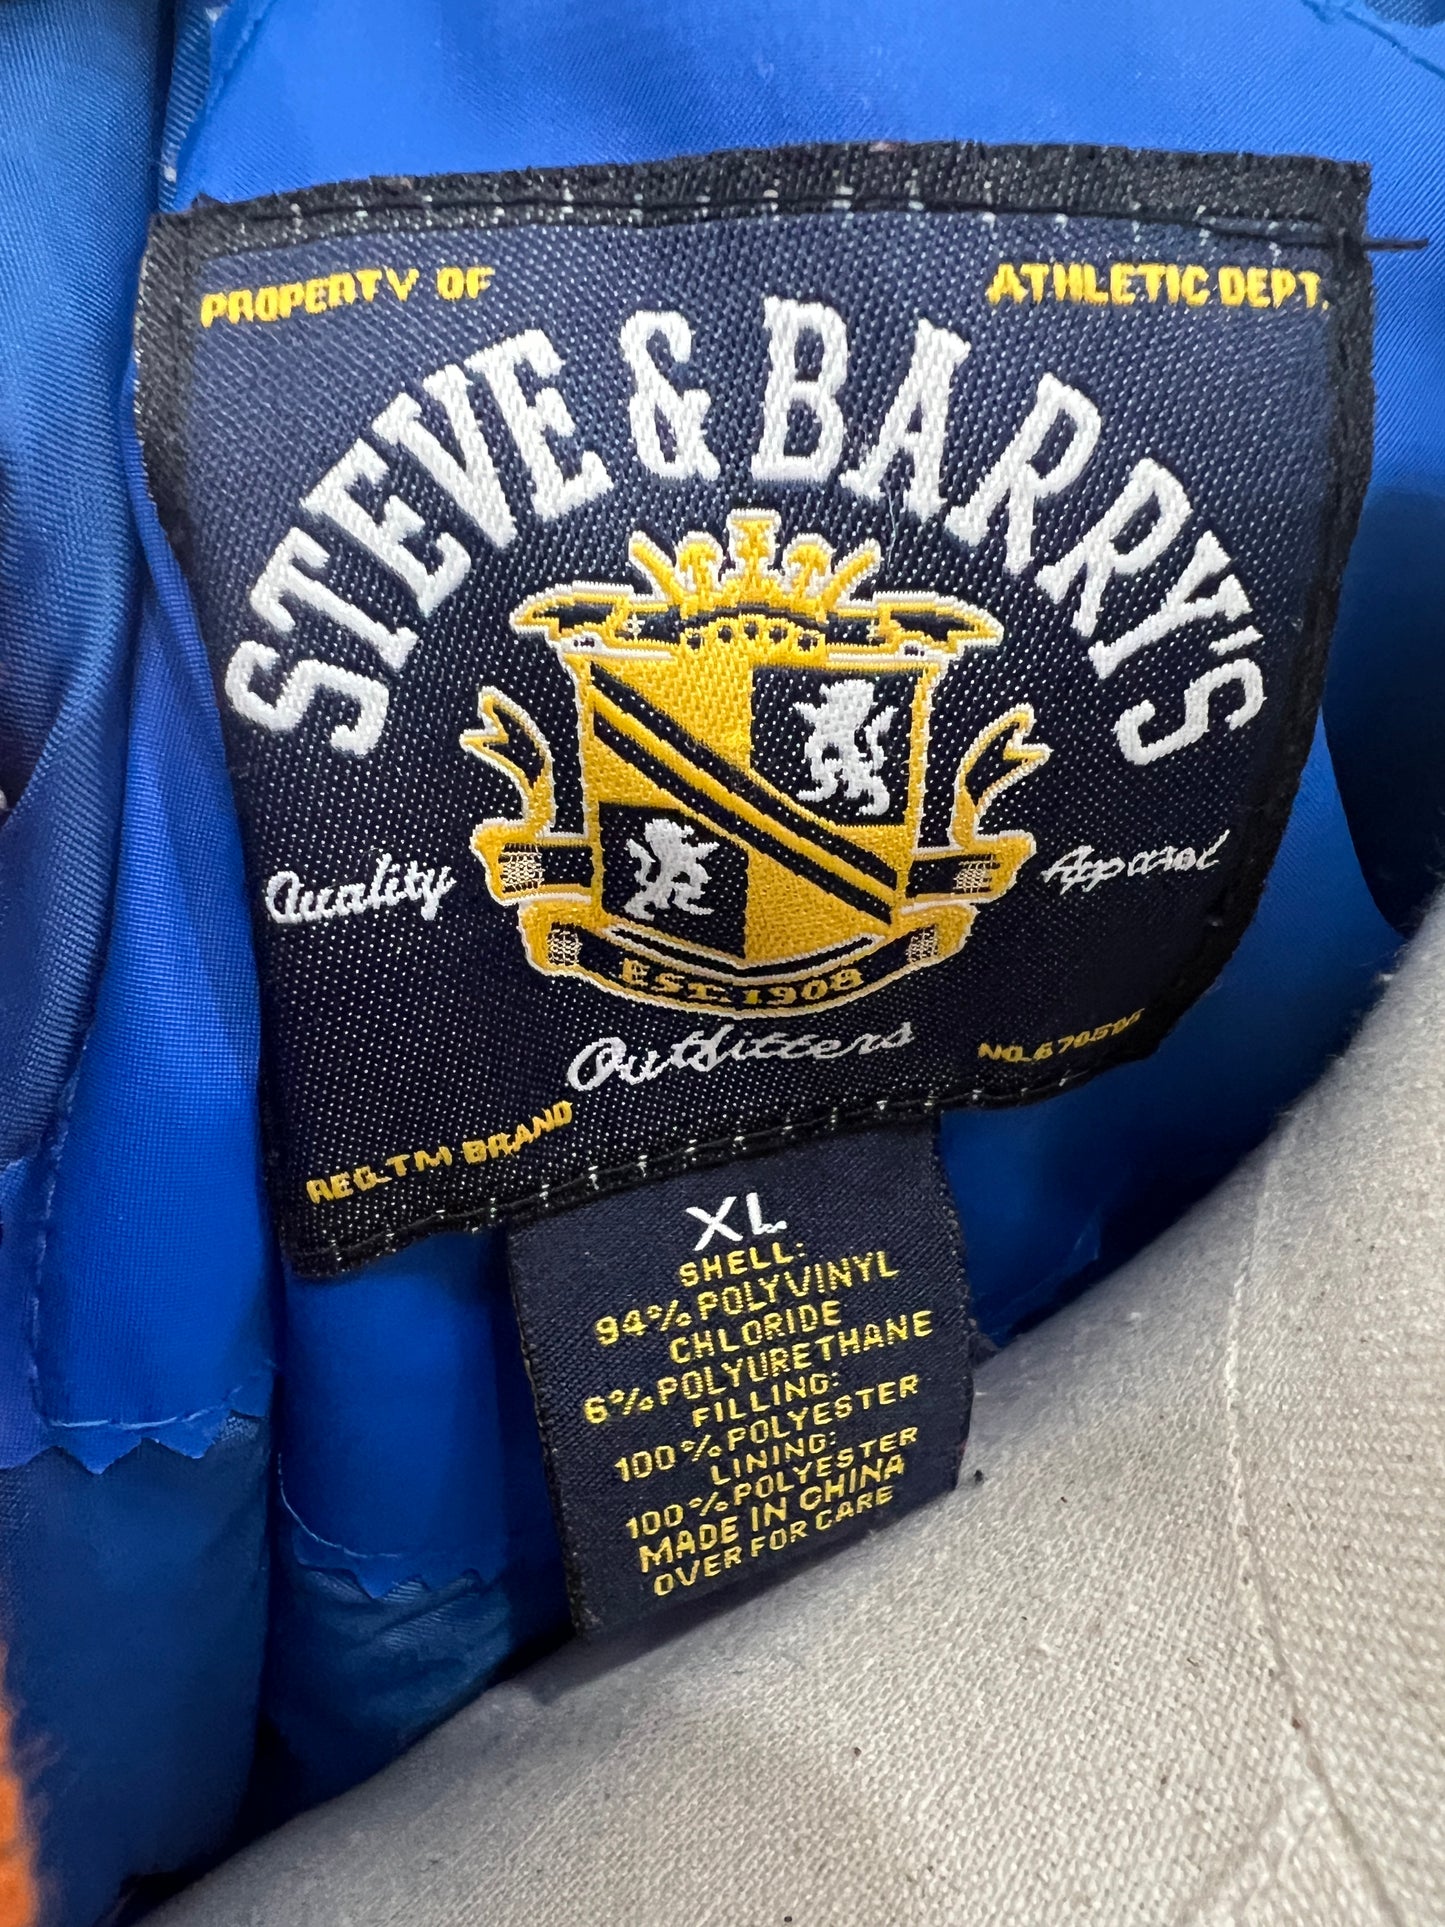 PROPERTY OF
ATHLETIC DEPT.
STEVE & BARRY'S
Quality
Apparel
EST. 1908
Outfitters
REG.TM BRAND
XL
SHELL:
94% POLYVINYL
CHLORIDE
6% POLYURETHANE
FILLING:
100% POLYESTER
LINING:
100% POLYESTER
MADE IN CHINA
OVER FOR CARE